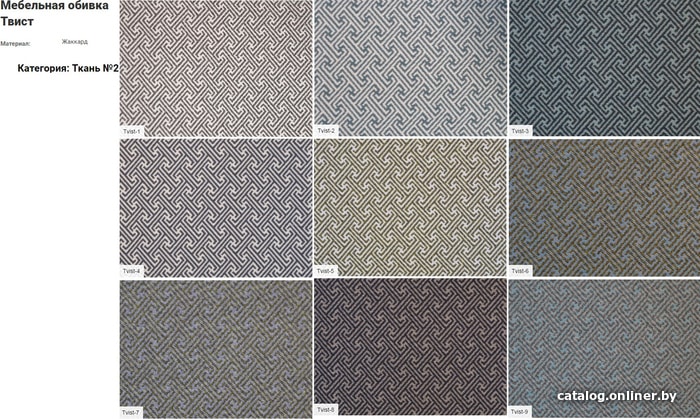 Мебельная обивка
Твист
Материал: Жаккард
Категория: Ткань №2
Tvist-1
Tvist-2
Tvist-3
Tvist-4
Tvist-5
Tvist-6
Tvist-7
Tvist-8
Tvist-9
catalog.onliner.by